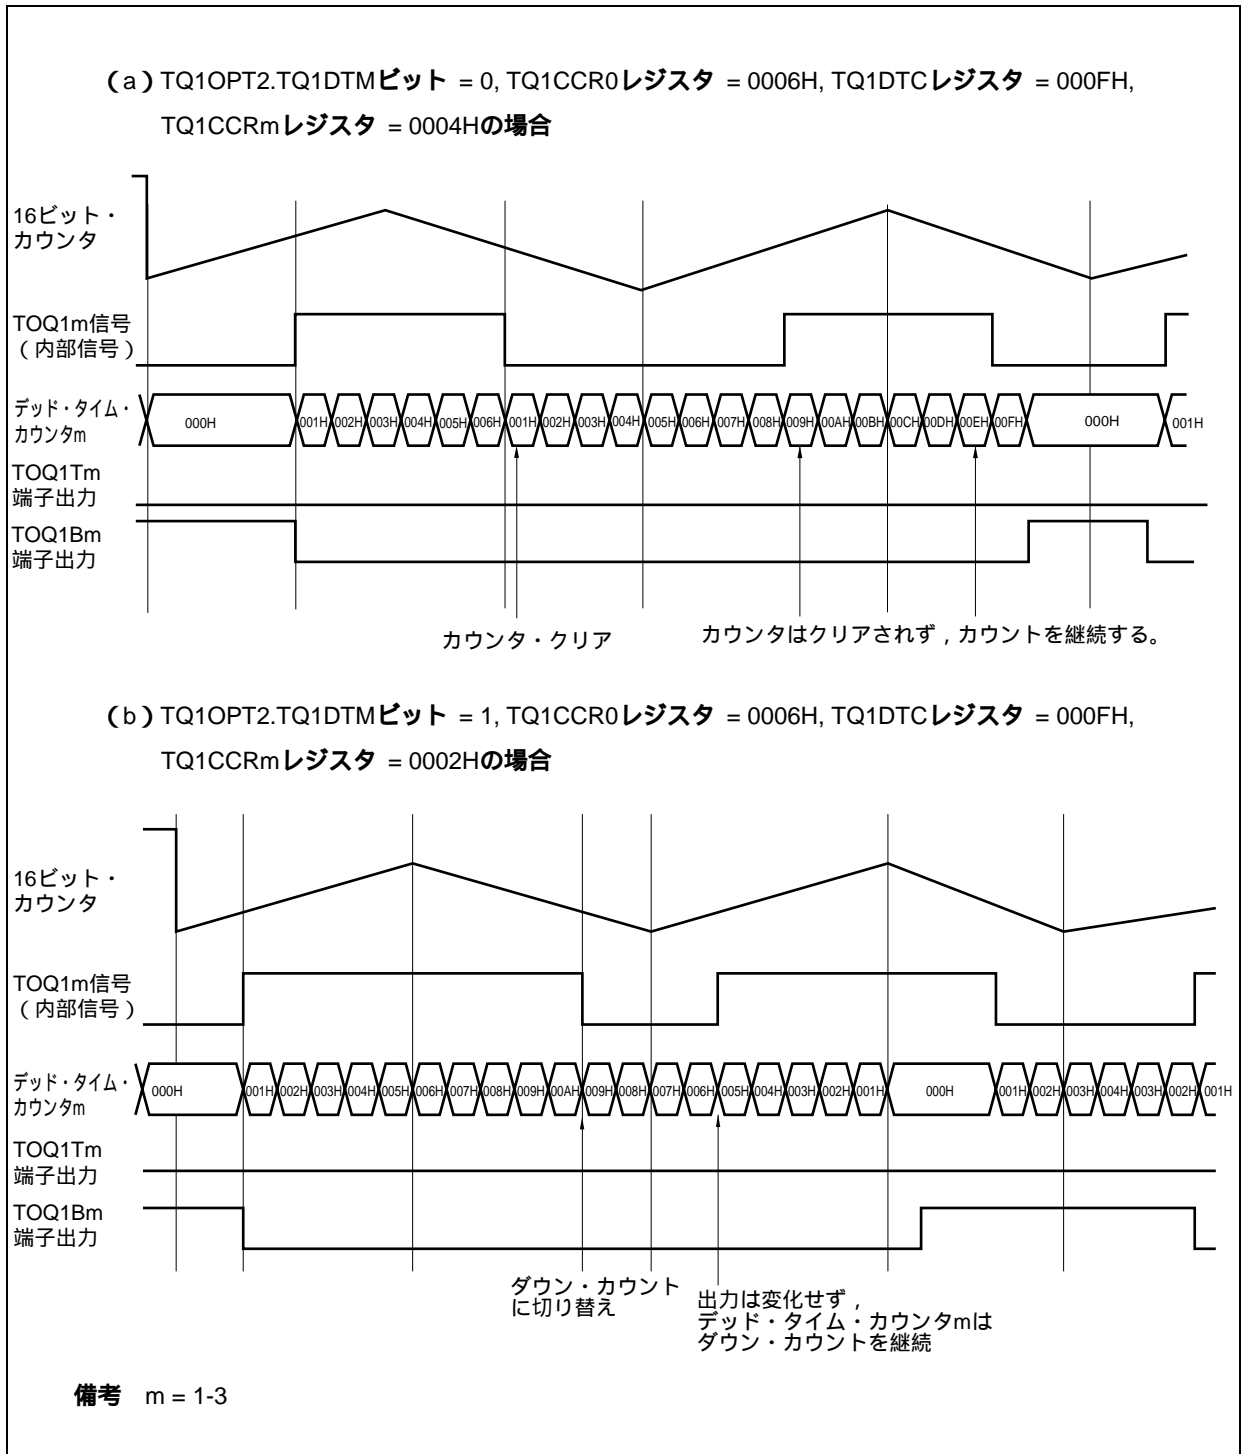 （a）TQ1OPT2.TQ1DTMビット = 0, TQ1CCR0レジスタ = 0006H, TQ1DTCレジスタ = 000FH,
TQ1CCRmレジスタ = 0004Hの場合
16ビット・
カウンタ
TOQ1m信号
（内部信号）
デッド・タイム・
カウンタm
000H 001H 002H 003H 004H 005H 006H 001H 002H 003H 004H 005H 006H 007H 008H 009H 00AH 00BH 00CH 00DH 00EH 00FH 000H 001H
TOQ1Tm
端子出力
TOQ1Bm
端子出力
カウンタ・クリア
カウンタはクリアされず，カウントを継続する。
（b）TQ1OPT2.TQ1DTMビット = 1, TQ1CCR0レジスタ = 0006H, TQ1DTCレジスタ = 000FH,
TQ1CCRmレジスタ = 0002Hの場合
16ビット・
カウンタ
TOQ1m信号
（内部信号）
デッド・タイム・
カウンタm
000H 001H 002H 003H 004H 005H 006H 007H 008H 009H 00AH 009H 008H 007H 006H 005H 004H 003H 002H 001H 000H 001H 002H 003H 004H 003H 002H 001H
TOQ1Tm
端子出力
TOQ1Bm
端子出力
ダウン・カウント
に切り替え
出力は変化せず，
デッド・タイム・カウンタmは
ダウン・カウントを継続
備考 m = 1-3